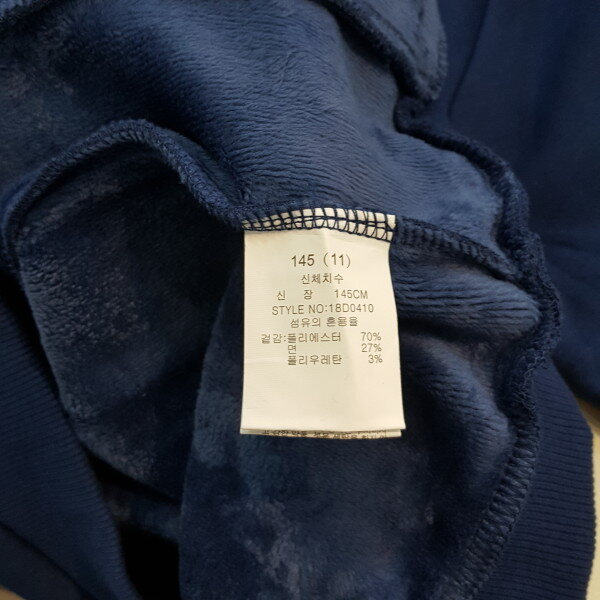 145 (11)
신체치수
신 장 145CM
STYLE NO:18D0410
섬유의 혼용율
겉감:폴리에스터 70%
면 27%
폴리우레탄 3%